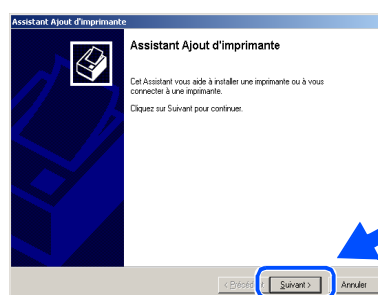 Assistant Ajout d'imprimante
Assistant Ajout d'imprimante
Cet Assistant vous aide à installer une imprimante ou à vous
connecter à une imprimante.
Cliquez sur Suivant pour continuer.
Suivant >
Annuler